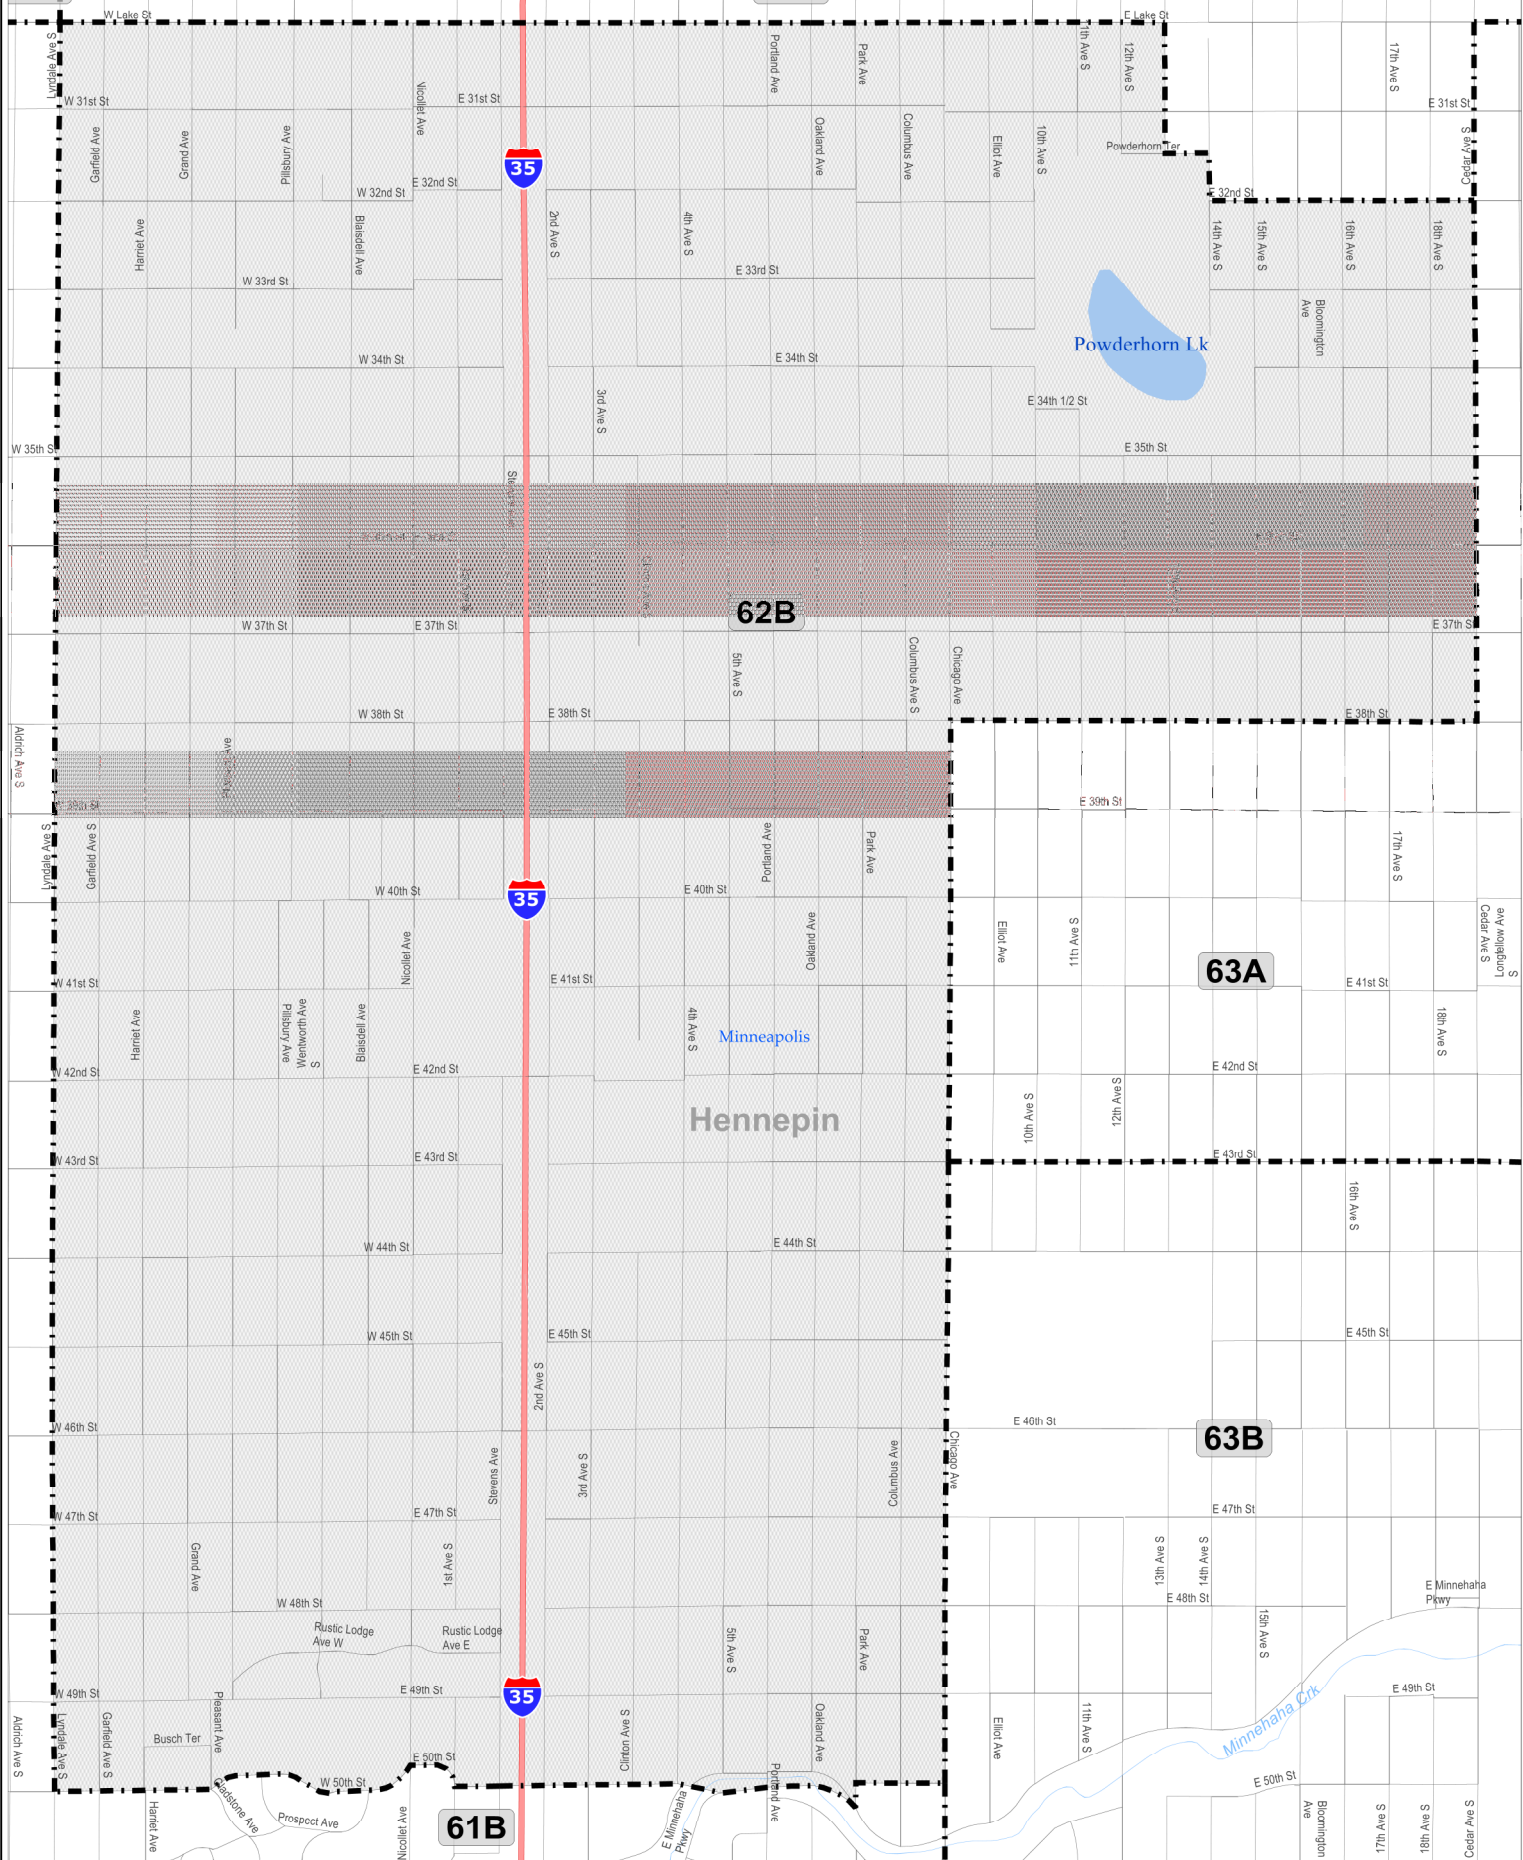 W Lake St
E Lake St
Lyndale Ave S
Portland Ave
Park Ave
12th Ave S
17th Ave S
W 31st St
Nicollet Ave
E 31st St
E 31st St
Garfield Ave
Grand Ave
Pillsbury Ave
35
Oakland Ave
Columbus Ave
Elliot Ave
10th Ave S
Powderhorn Ter
Cedar Ave S
E 32nd St
W 32nd St
E 32nd St
Harriet Ave
Blaisdell Ave
2nd Ave S
4th Ave S
14th Ave S
15th Ave S
16th Ave S
18th Ave S
W 33rd St
E 33rd St
Bloomington
Ave
Powderhorn Lk
W 34th St
E 34th St
3rd Ave S
E 34th 1/2 St
W 35th St
E 35th St
62B
W 37th St
E 37th St
E 37th St
5th Ave S
Columbus Ave S
Chicago Ave
W 38th St
E 38th St
E 38th St
Aldrich Ave S
E 39th St
Lyndale Ave S
Garfield Ave S
Portland Ave
Park Ave
17th Ave S
W 40th St
35
E 40th St
Nicollet Ave
Oakland Ave
Elliot Ave
11th Ave S
Cedar Ave S
Longfellow Ave
S
63A
W 41st St
E 41st St
E 41st St
Harriet Ave
Pillsbury Ave
Wentworth Ave
S
Blaisdell Ave
4th Ave S
Minneapolis
18th Ave S
W 42nd St
E 42nd St
E 42nd St
Hennepin
10th Ave S
12th Ave S
W 43rd St
E 43rd St
E 43rd St
16th Ave S
W 44th St
E 44th St
W 45th St
E 45th St
E 45th St
2nd Ave S
W 46th St
E 46th St
63B
Stevens Ave
3rd Ave S
Columbus Ave
Chicago Ave
W 47th St
E 47th St
E 47th St
Grand Ave
1st Ave S
13th Ave S
14th Ave S
E Minnehaha
Pkwy
W 48th St
E 48th St
Rustic Lodge
Ave W
Rustic Lodge
Ave E
5th Ave S
Park Ave
15th Ave S
W 49th St
E 49th St
35
E 49th St
Minnehaha Crk
Aldrich Ave S
Lyndale Ave S
Garfield Ave S
Busch Ter
Pleasant Ave
Clinton Ave S
Oakland Ave
Elliot Ave
11th Ave S
E 50th St
W 50th St
Portland Ave
E 50th St
Harriet Ave
Gladstone Ave
Prospect Ave
Nicollet Ave
61B
E Minnehaha
Pkwy
Bloomington
Ave
17th Ave S
18th Ave S
Cedar Ave S